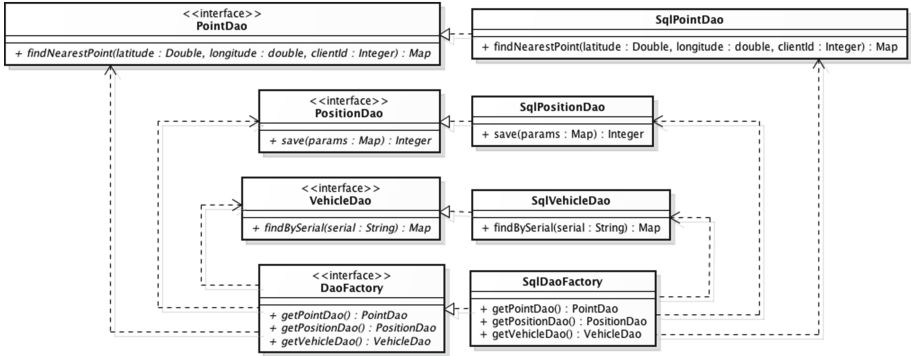 <<interface>>
PointDao
+ findNearestPoint(latitude : Double, longitude : double, clientId : Integer) : Map
SqlPointDao
+ findNearestPoint(latitude : Double, longitude : double, clientId : Integer) : Map
<<interface>>
PositionDao
+ save(params : Map) : Integer
SqlPositionDao
+ save(params : Map) : Integer
<<interface>>
VehicleDao
+ findBySerial(serial : String) : Map
SqlVehicleDao
+ findBySerial(serial : String) : Map
<<interface>>
DaoFactory
+ getPointDao() : PointDao
+ getPositionDao() : PositionDao
+ getVehicleDao() : VehicleDao
SqlDaoFactory
+ getPointDao() : PointDao
+ getPositionDao() : PositionDao
+ getVehicleDao() : VehicleDao